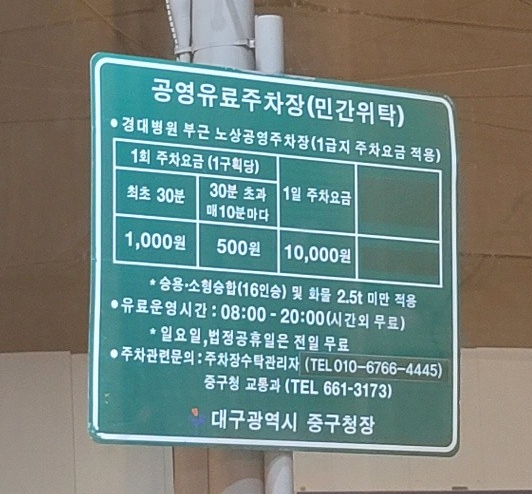 공영유료주차장(민간위탁)
• 경대병원 부근 노상공영주차장(1급지 주차요금 적용)
1회 주차요금 (1구획당)
최초 30분
30분 초과
매10분마다
1일 주차요금
1,000원
500원
10,000원
* 승용·소형승합(16인승) 및 화물 2.5t 미만 적용
• 유료운영시간 : 08:00 - 20:00(시간외 무료)
* 일요일,법정공휴일은 전일 무료
• 주차관련문의 : 주차장수탁관리자 (TEL 010-6766-4445)
중구청 교통과 (TEL 661-3173)
대구광역시 중구청장